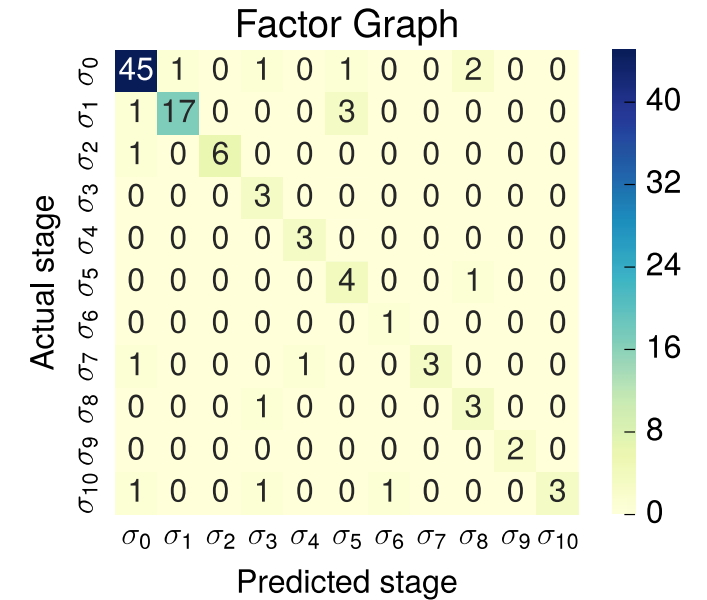 Factor Graph
σ0 45 1 0 1 0 1 0 0 2 0 0
σ1 1 17 0 0 0 3 0 0 0 0 0
σ2 1 0 6 0 0 0 0 0 0 0 0
σ3 0 0 0 3 0 0 0 0 0 0 0
σ4 0 0 0 0 3 0 0 0 0 0 0
σ5 0 0 0 0 0 4 0 0 1 0 0
σ6 0 0 0 0 0 0 1 0 0 0 0
σ7 1 0 0 0 1 0 0 3 0 0 0
σ8 0 0 0 1 0 0 0 0 3 0 0
σ9 0 0 0 0 0 0 0 0 0 2 0
σ10 1 0 0 1 0 0 1 0 0 0 3
σ0 σ1 σ2 σ3 σ4 σ5 σ6 σ7 σ8 σ9 σ10
Predicted stage
Actual stage
40
32
24
16
8
0